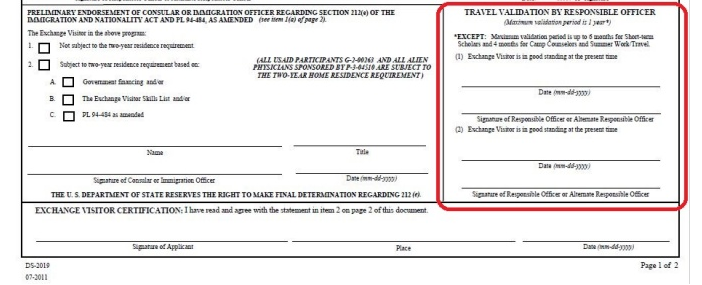 PRELIMINARY ENDORSEMENT OF CONSULAR OR IMMIGRATION OFFICER REGARDING SECTION 212(e) OF THE
IMMIGRATION AND NATIONALITY ACT AND PL 94-484, AS AMENDED (see item 1(a) of page 2).
The Exchange Visitor in the above program:
1. Not subject to the two-year residence requirement
2. Subject to two-year residence requirement based on:
(ALL USAID PARTICIPANTS G-2-00263 AND ALL ALIEN
PHYSICIANS SPONSORED BY P-3-04510 ARE SUBJECT TO
THE TWO-YEAR HOME RESIDENCE REQUIREMENT)
A. Government financing and/or
B. The Exchange Visitor Skills List and/or
C. PL 94-484 as amended
Name
Title
Signature of Consular or Immigration Officer
Date (mm-dd-yyyy)
THE U. S. DEPARTMENT OF STATE RESERVES THE RIGHT TO MAKE FINAL DETERMINATION REGARDING 212 (e).
TRAVEL VALIDATION BY RESPONSIBLE OFFICER
(Maximum validation period is 1 year*)
*EXCEPT: Maximum validation period is up to 6 months for Short-term
Scholars and 4 months for Camp Counselors and Summer Work/Travel.
(1) Exchange Visitor is in good standing at the present time
Date (mm-dd-yyyy)
Signature of Responsible Officer or Alternate Responsible Officer
(2) Exchange Visitor is in good standing at the present time
Date (mm-dd-yyyy)
Signature of Responsible Officer or Alternate Responsible Officer
EXCHANGE VISITOR CERTIFICATION: I have read and agree with the statement in item 2 on page 2 of this document.
Signature of Applicant
Place
Date (mm-dd-yyyy)
DS-2019
07-2011
Page 1 of 2